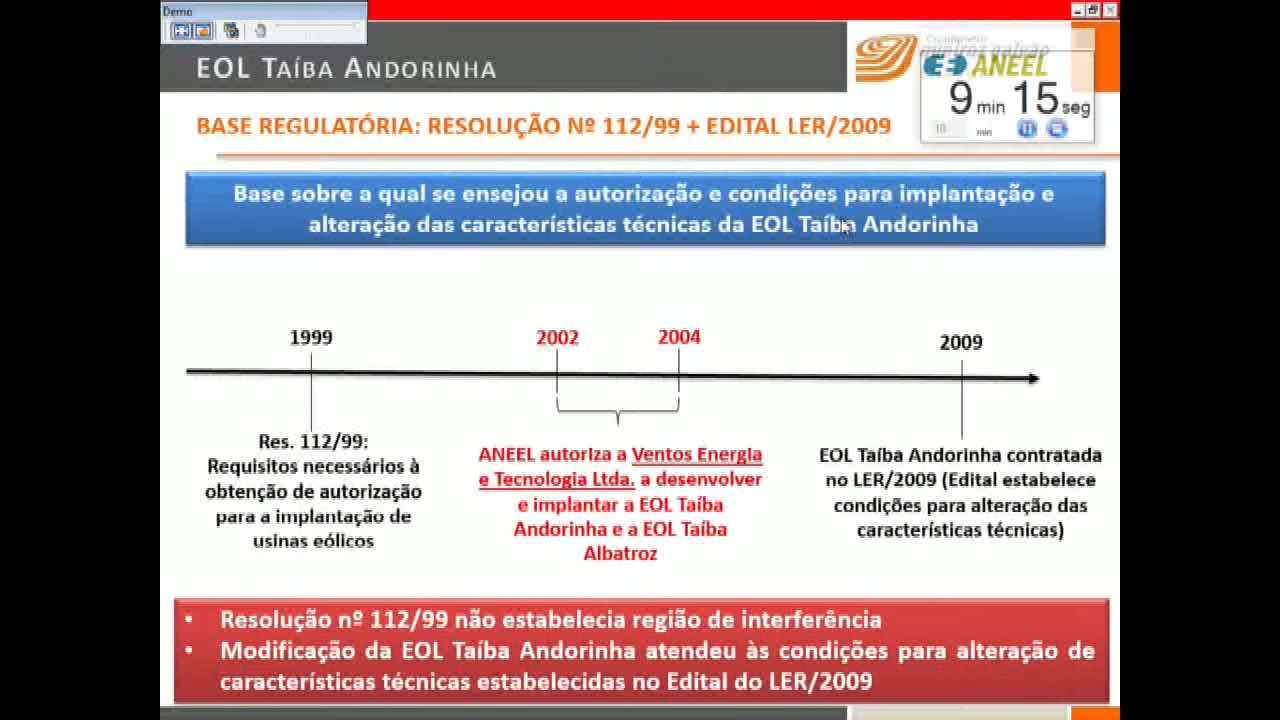 Demo
EOL TAÍBA ANDORINHA
queiroz galvão
ANEEL
9 min 15 seg
10 min
BASE REGULATÓRIA: RESOLUÇÃO Nº 112/99 + EDITAL LER/2009
Base sobre a qual se ensejou a autorização e condições para implantação e
alteração das características técnicas da EOL Taíba Andorinha
1999
2002
2004
2009
Res. 112/99:
Requisitos necessários à
obtenção de autorização
para a implantação de
usinas eólicos
ANEEL autoriza a Ventos Energia
e Tecnologia Ltda. a desenvolver
e implantar a EOL Taíba
Andorinha e a EOL Taíba
Albatroz
EOL Taíba Andorinha contratada
no LER/2009 (Edital estabelece
condições para alteração das
características técnicas)
• Resolução nº 112/99 não estabelecia região de interferência
• Modificação da EOL Taíba Andorinha atendeu às condições para alteração de
características técnicas estabelecidas no Edital do LER/2009